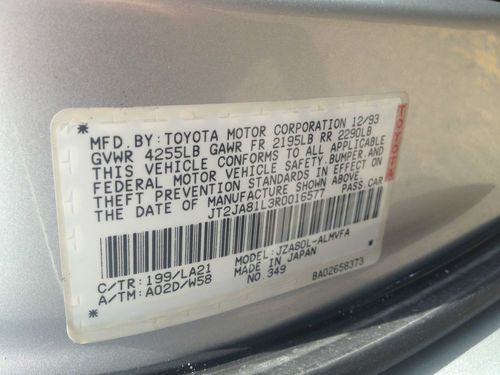 * MFD. BY: TOYOTA MOTOR CORPORATION 12/93
GVWR 4255LB GAWR FR 2195LB RR 2290LB
THIS VEHICLE CONFORMS TO ALL APPLICABLE
FEDERAL MOTOR VEHICLE SAFETY, BUMPER, AND
THEFT PREVENTION STANDARDS IN EFFECT ON
THE DATE OF MANUFACTURE SHOWN ABOVE.
JT2JA81L3R0016577 PASS. CAR
C/TR: 199/LA21 MODEL: JZA80L-ALMVFA
A/TM: A02D/W58 MADE IN JAPAN
* NO. 349 BA02658373 *
TOYOTA